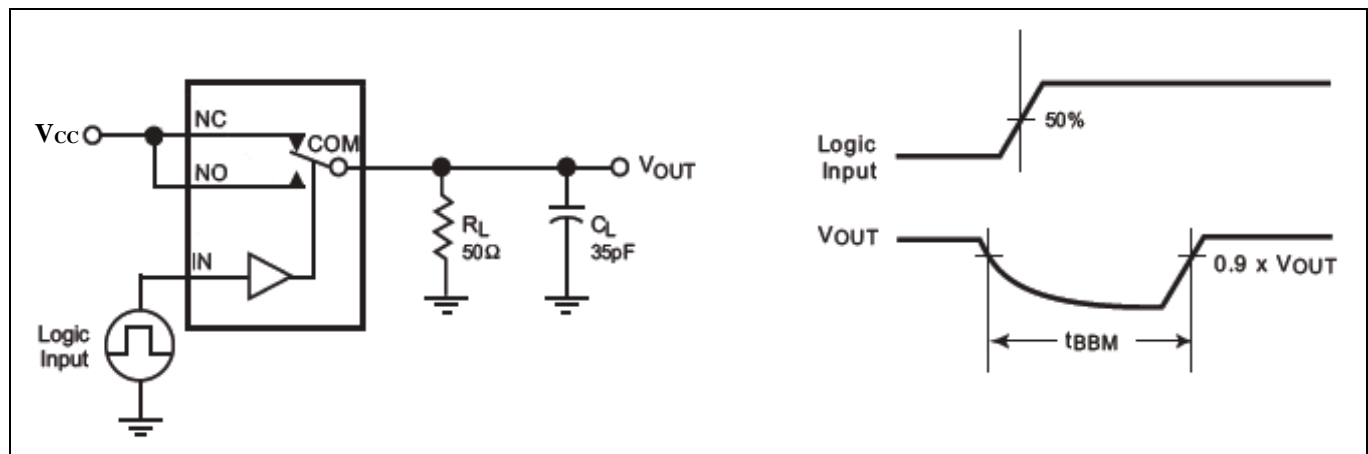 VCC
NC
COM
NO
IN
Logic
Input
RL
50Ω
CL
35pF
VOUT
Logic
Input
50%
VOUT
0.9 x VOUT
tBBM